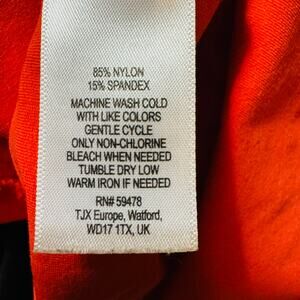 85% NYLON
15% SPANDEX
MACHINE WASH COLD
WITH LIKE COLORS
GENTLE CYCLE
ONLY NON-CHLORINE
BLEACH WHEN NEEDED
TUMBLE DRY LOW
WARM IRON IF NEEDED
RN# 59478
TJX Europe, Watford,
WD17 1TX, UK